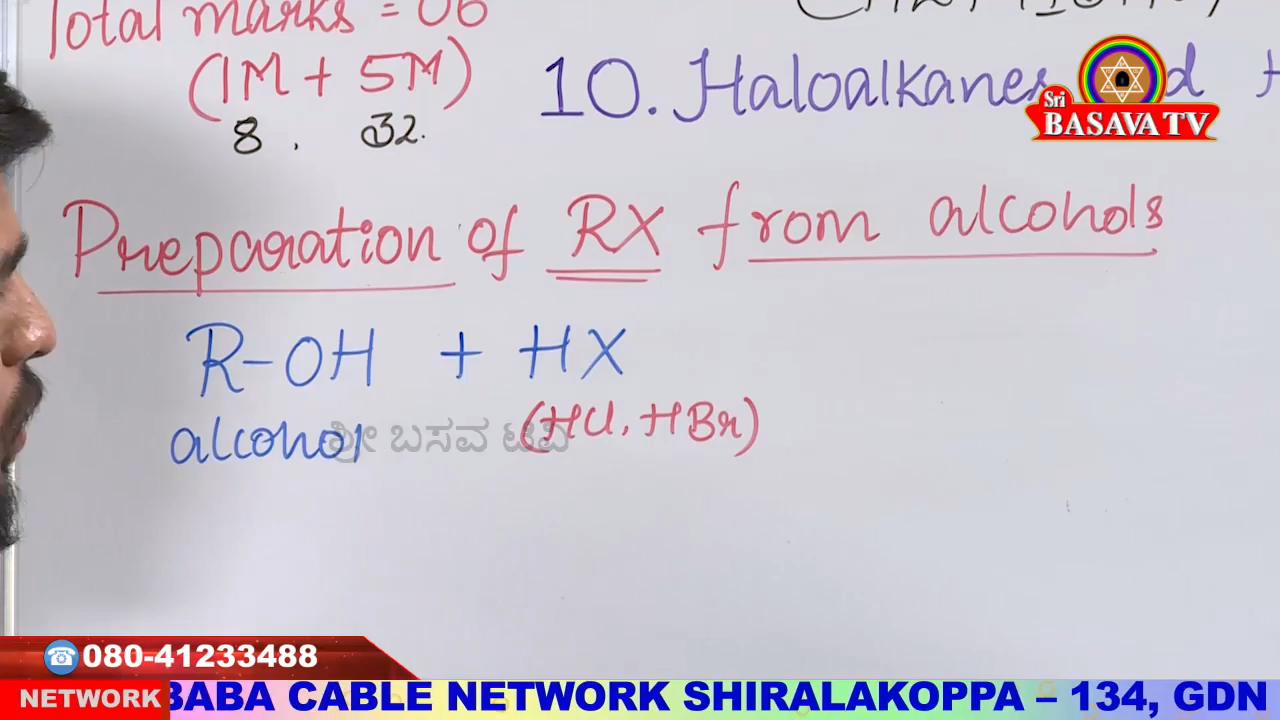 Total marks = 06
(1M + 5M)
8 , 32.
10. Haloalkanes
Sri
BASAVA TV
Preparation of RX from alcohols
R-OH + HX
alcohol (HCl, HBr)
ಶ್ರೀ ಬಸವ ಟಿವಿ
080-41233488
NETWORK BABA CABLE NETWORK SHIRALAKOPPA – 134, GDN